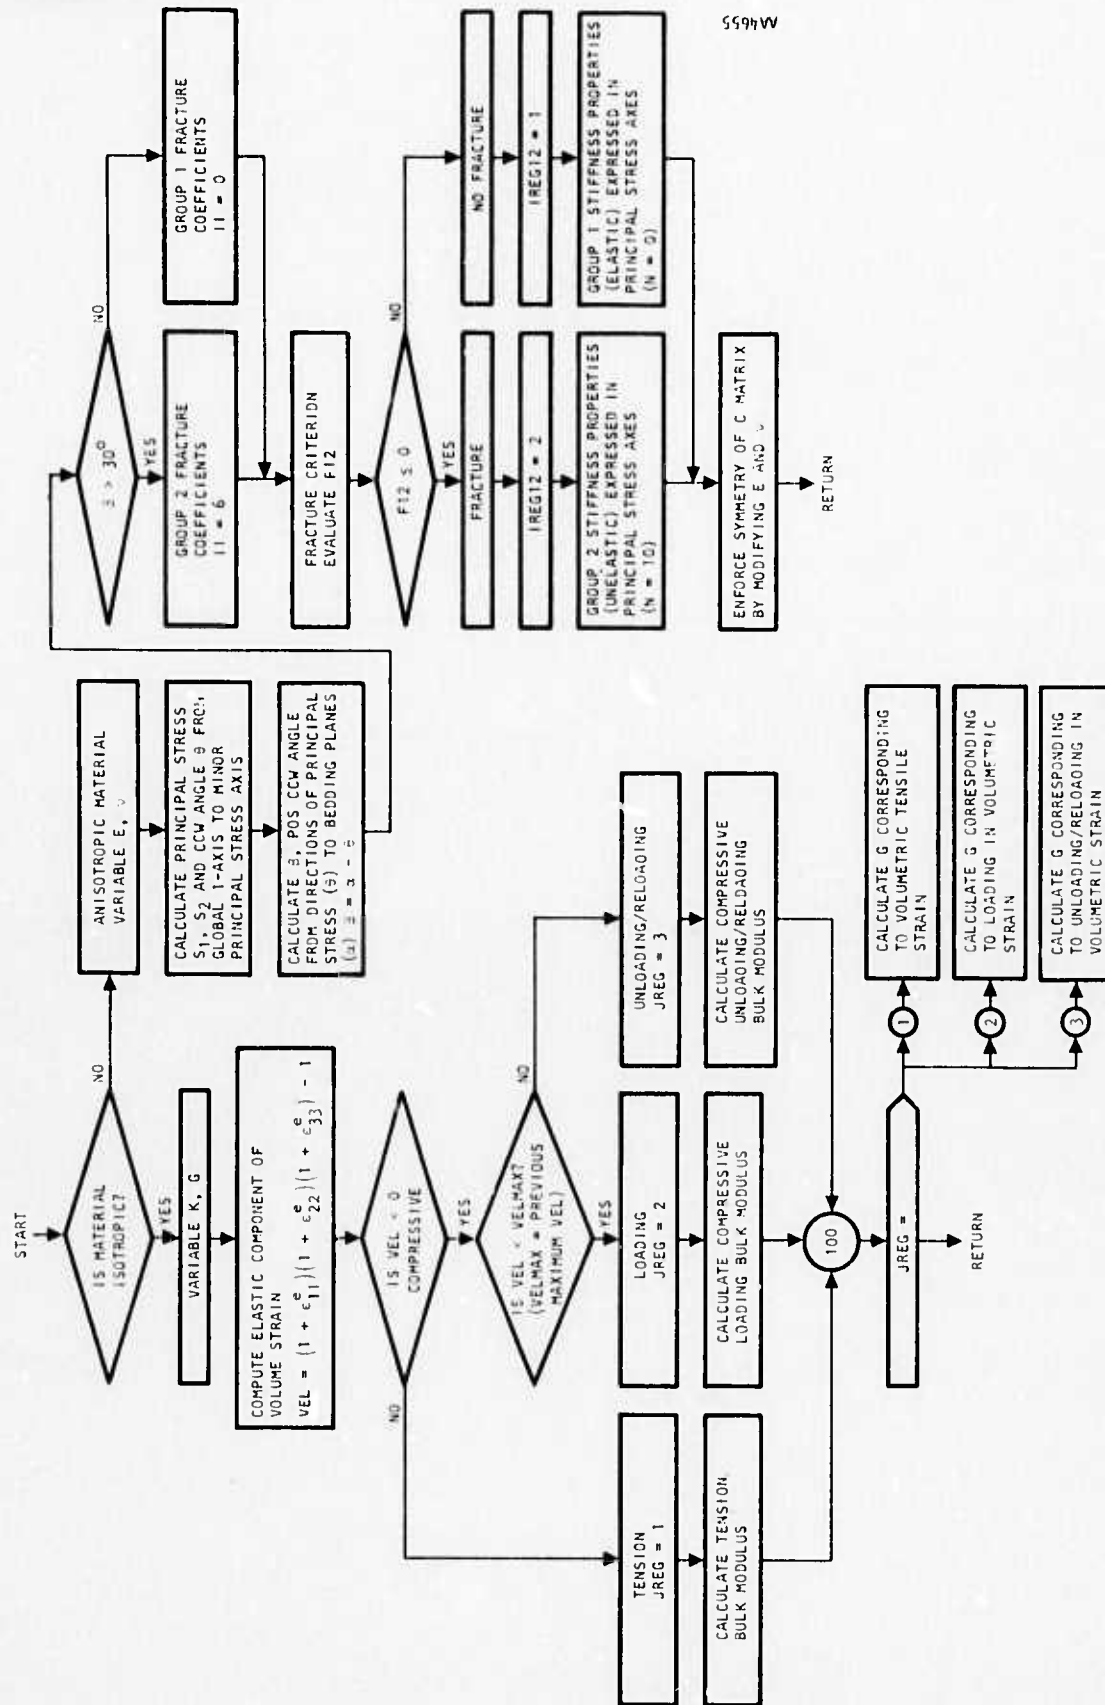 START
IS MATERIAL
ISOTROPIC?
NO
YES
VARIABLE K, G
COMPUTE ELASTIC COMPONENT OF
VOLUME STRAIN
VEL = (1 + ε₁₁ᵉ)(1 + ε₂₂ᵉ)(1 + ε₃₃ᵉ) - 1
IS VEL < 0
COMPRESSIVE
NO
YES
IS VEL < VELMAX?
(VELMAX = PREVIOUS
MAXIMUM VEL)
NO
YES
TENSION
JREG = 1
CALCULATE TENSION
BULK MODULUS
LOADING
JREG = 2
CALCULATE COMPRESSIVE
LOADING BULK MODULUS
UNLOADING/RELOADING
JREG = 3
CALCULATE COMPRESSIVE
UNLOADING/RELOADING
BULK MODULUS
100
JREG =
RETURN
1
CALCULATE G CORRESPONDING
TO VOLUMETRIC TENSILE
STRAIN
2
CALCULATE G CORRESPONDING
TO LOADING IN VOLUMETRIC
STRAIN
3
CALCULATE G CORRESPONDING
TO UNLOADING/RELOADING IN
VOLUMETRIC STRAIN
ANISOTROPIC MATERIAL
VARIABLE E, ν
CALCULATE PRINCIPAL STRESS
S₁, S₂ AND CCW ANGLE θ FROM
GLOBAL 1-AXIS TO MINOR
PRINCIPAL STRESS AXIS
CALCULATE β, POS CCW ANGLE
FROM DIRECTIONS OF PRINCIPAL
STRESS (θ) TO BEDDING PLANES
(α) β = α - θ
β > 30°
NO
YES
GROUP 2 FRACTURE
COEFFICIENTS
II = 6
GROUP 1 FRACTURE
COEFFICIENTS
II = 0
FRACTURE CRITERION
EVALUATE F12
F12 ≤ 0
NO
YES
FRACTURE
IREG12 = 2
GROUP 2 STIFFNESS PROPERTIES
(UNELASTIC) EXPRESSED IN
PRINCIPAL STRESS AXES
(N = 10)
NO FRACTURE
IREG12 = 1
GROUP 1 STIFFNESS PROPERTIES
(ELASTIC) EXPRESSED IN
PRINCIPAL STRESS AXES
(N = 0)
ENFORCE SYMMETRY OF C MATRIX
BY MODIFYING E AND ν
RETURN
AA4655